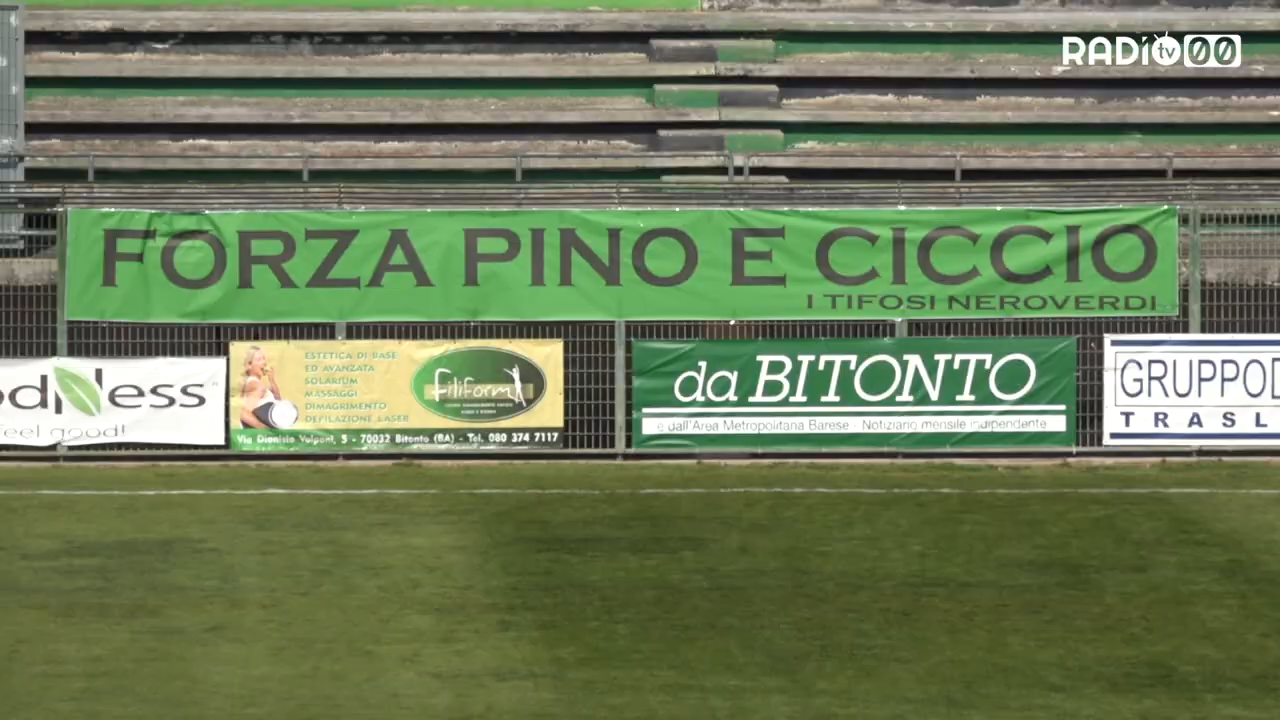 RADIO tv 00
FORZA PINO E CICCIO
I TIFOSI NEROVERDI
feel good!
ESTETICA DI BASE
ED AVANZATA
SOLARIUM
MASSAGGI
DIMAGRIMENTO
DEPILAZIONE LASER
FILIFORM
Via Dionisio Volponi, 5 - 70032 Bitonto (BA) - Tel. 080 374 7117
da BITONTO
e dall'Area Metropolitana Barese - Notiziario mensile indipendente
GRUPPOD
TRASL